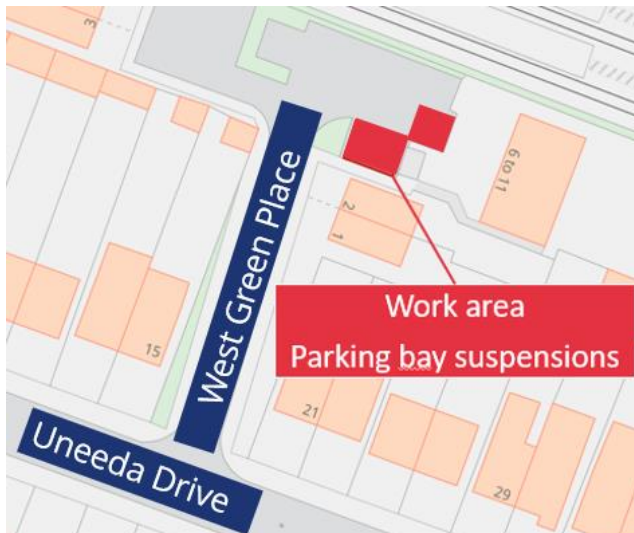 3
West Green Place
2
1
6 to 11
Work area
Parking bay suspensions
15
21
Uneeda Drive
29